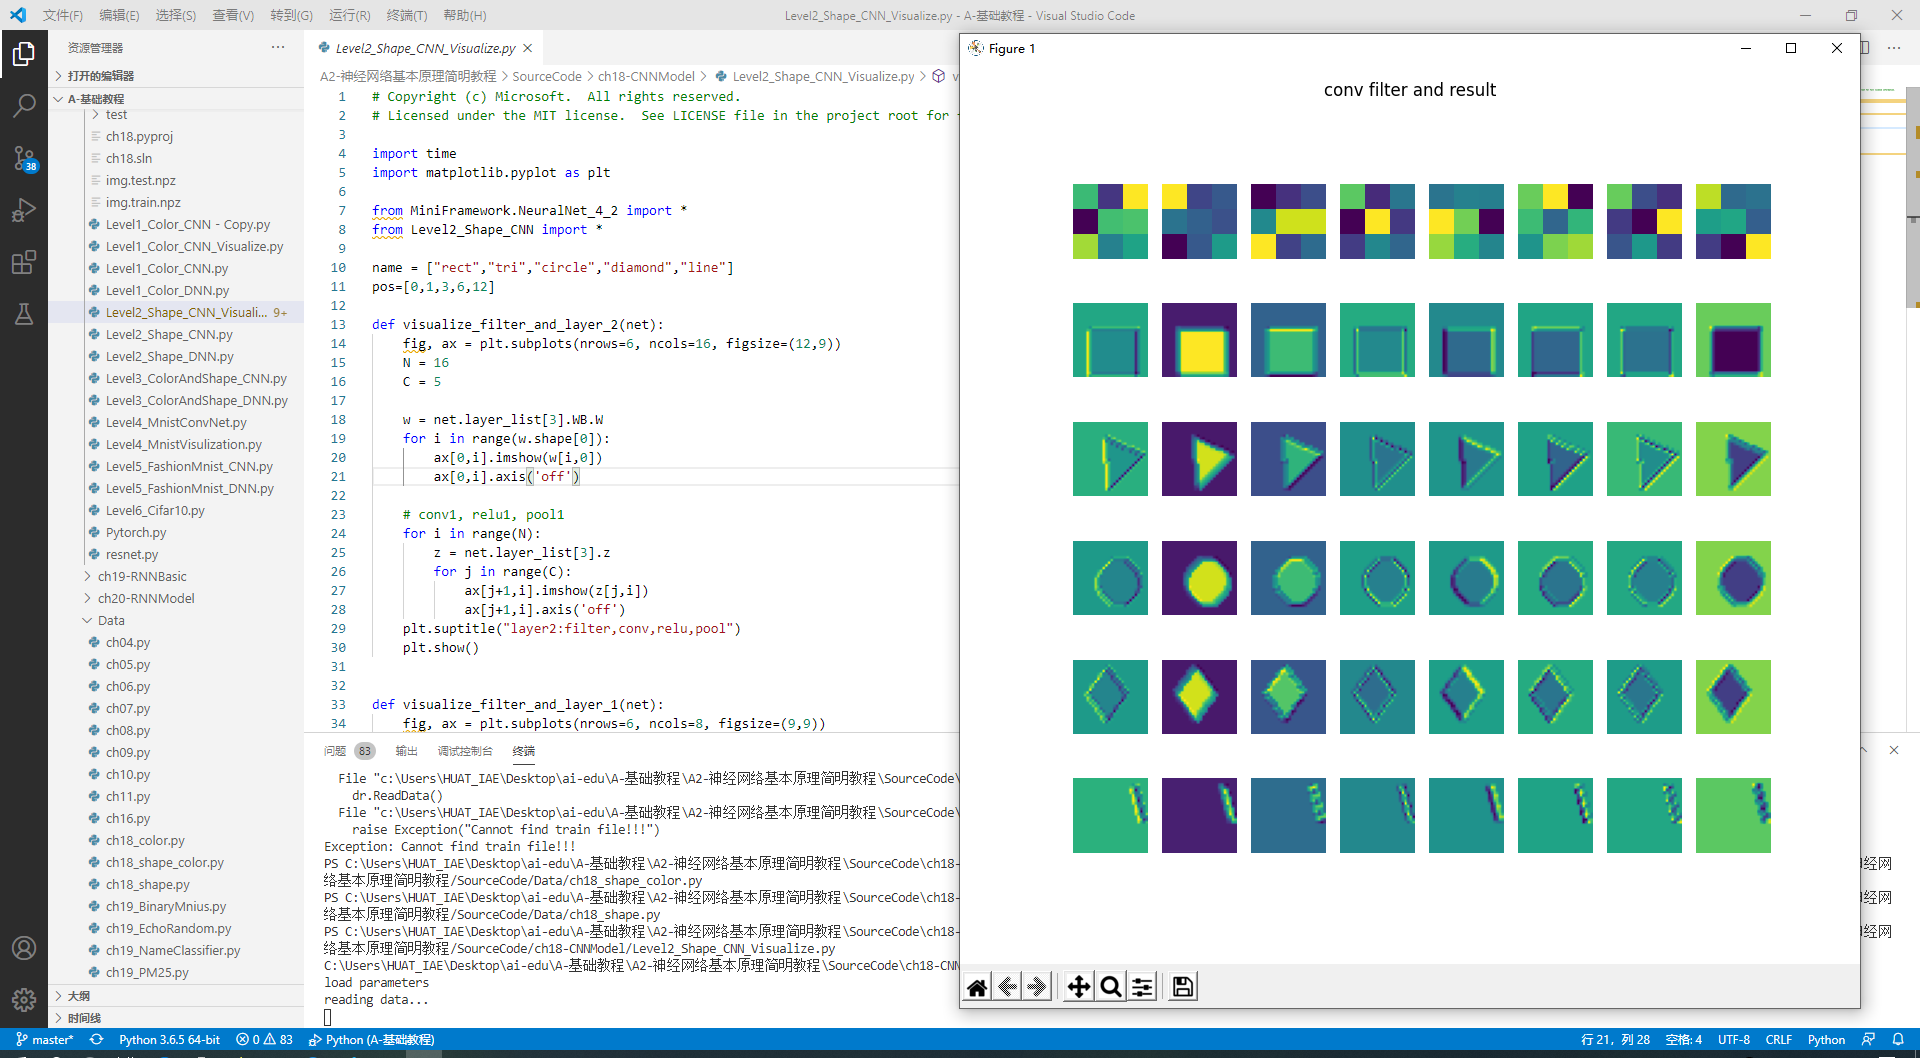 文件(F) 编辑(E) 选择(S) 查看(V) 转到(G) 运行(R) 终端(T) 帮助(H) Level2_Shape_CNN_Visualize.py - A-基础教程 - Visual Studio Code
资源管理器
打开的编辑器
A-基础教程
test
ch18.pyproj
ch18.sln
img.test.npz
img.train.npz
Level1_Color_CNN - Copy.py
Level1_Color_CNN_Visualize.py
Level1_Color_CNN.py
Level1_Color_DNN.py
Level2_Shape_CNN_Visuali... 9+
Level2_Shape_CNN.py
Level2_Shape_DNN.py
Level3_ColorAndShape_CNN.py
Level3_ColorAndShape_DNN.py
Level4_MnistConvNet.py
Level4_MnistVisulization.py
Level5_FashionMnist_CNN.py
Level5_FashionMnist_DNN.py
Level6_Cifar10.py
Pytorch.py
resnet.py
ch19-RNNBasic
ch20-RNNModel
Data
ch04.py
ch05.py
ch06.py
ch07.py
ch08.py
ch09.py
ch10.py
ch11.py
ch16.py
ch18_color.py
ch18_shape_color.py
ch18_shape.py
ch19_BinaryMnius.py
ch19_EchoRandom.py
ch19_NameClassifier.py
ch19_PM25.py
大纲
时间线
38
Level2_Shape_CNN_Visualize.py
A2-神经网络基本原理简明教程 > SourceCode > ch18-CNNModel > Level2_Shape_CNN_Visualize.py > v
1 # Copyright (c) Microsoft.  All rights reserved.
2 # Licensed under the MIT license.  See LICENSE file in the project root for
3
4 import time
5 import matplotlib.pyplot as plt
6
7 from MiniFramework.NeuralNet_4_2 import *
8 from Level2_Shape_CNN import *
9
10 name = ["rect","tri","circle","diamond","line"]
11 pos=[0,1,3,6,12]
12
13 def visualize_filter_and_layer_2(net):
14     fig, ax = plt.subplots(nrows=6, ncols=16, figsize=(12,9))
15     N = 16
16     C = 5
17
18     w = net.layer_list[3].WB.W
19     for i in range(w.shape[0]):
20         ax[0,i].imshow(w[i,0])
21         ax[0,i].axis('off')
22
23     # conv1, relu1, pool1
24     for i in range(N):
25         z = net.layer_list[3].z
26         for j in range(C):
27             ax[j+1,i].imshow(z[j,i])
28             ax[j+1,i].axis('off')
29     plt.suptitle("layer2:filter,conv,relu,pool")
30     plt.show()
31
32
33 def visualize_filter_and_layer_1(net):
34     fig, ax = plt.subplots(nrows=6, ncols=8, figsize=(9,9))
问题 83 输出 调试控制台 终端
File "c:\Users\HUAT_IAE\Desktop\ai-edu\A-基础教程\A2-神经网络基本原理简明教程\SourceCode\
dr.ReadData()
File "c:\Users\HUAT_IAE\Desktop\ai-edu\A-基础教程\A2-神经网络基本原理简明教程\SourceCode\
raise Exception("Cannot find train file!!!")
Exception: Cannot find train file!!!
PS C:\Users\HUAT_IAE\Desktop\ai-edu\A-基础教程\A2-神经网络基本原理简明教程\SourceCode\ch18- 经网
络基本原理简明教程/SourceCode/Data/ch18_shape_color.py
PS C:\Users\HUAT_IAE\Desktop\ai-edu\A-基础教程\A2-神经网络基本原理简明教程\SourceCode\ch18- 经网
络基本原理简明教程/SourceCode/Data/ch18_shape.py
PS C:\Users\HUAT_IAE\Desktop\ai-edu\A-基础教程\A2-神经网络基本原理简明教程\SourceCode\ch18- 经网
络基本原理简明教程/SourceCode/ch18-CNNModel/Level2_Shape_CNN_Visualize.py
C:\Users\HUAT_IAE\Desktop\ai-edu\A-基础教程\A2-神经网络基本原理简明教程\SourceCode\ch18-CNN
load parameters
reading data...
Figure 1
conv filter and result
master* Python 3.6.5 64-bit 0 83 Python (A-基础教程) 行 21，列 28 空格: 4 UTF-8 CRLF Python